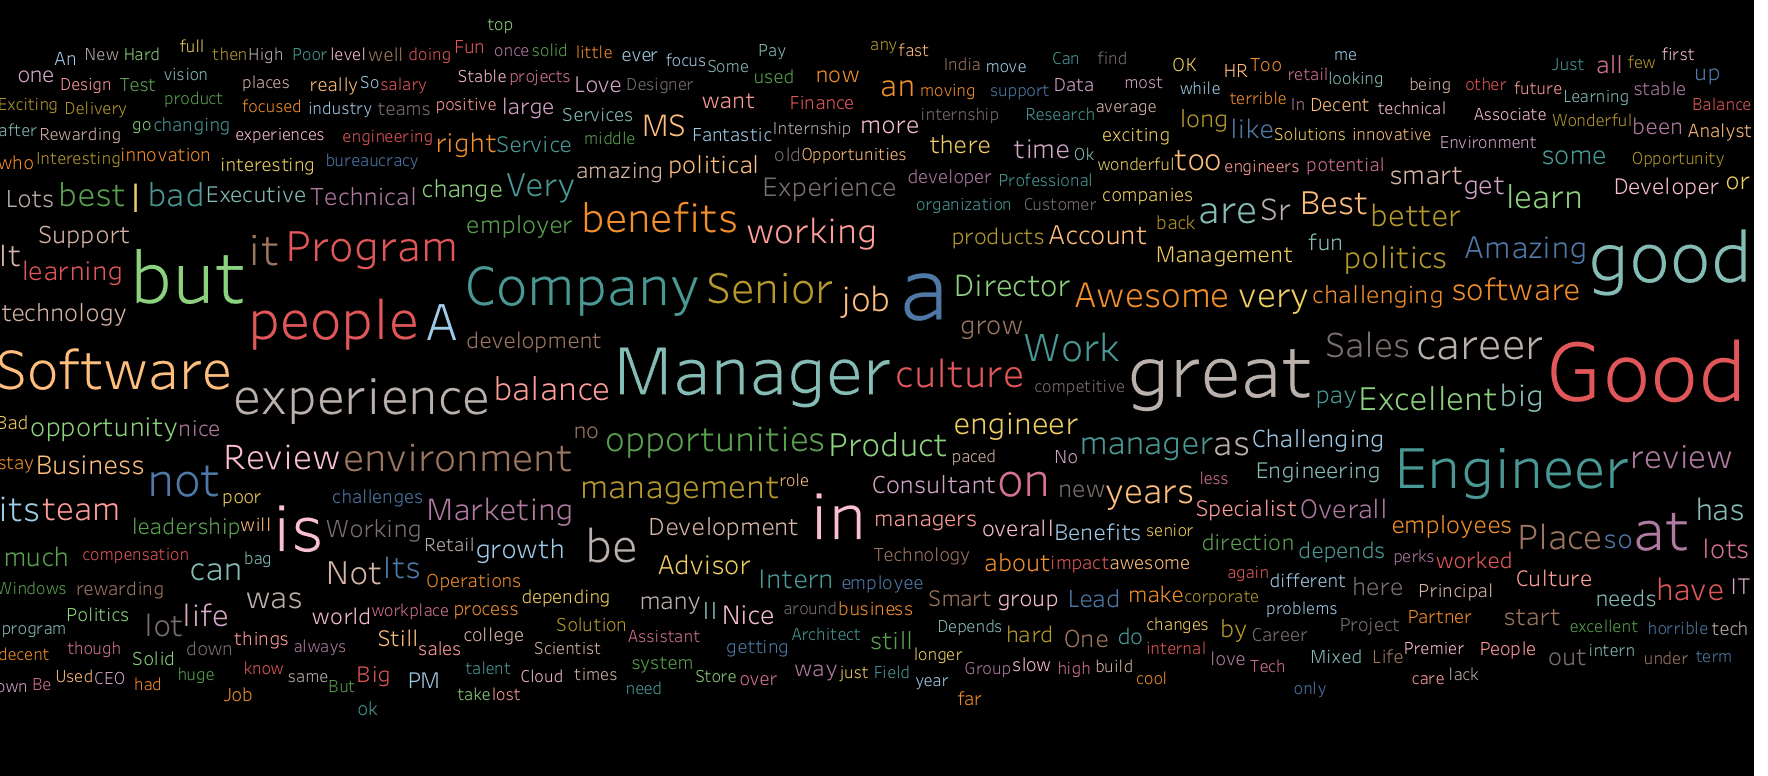 top
An New Hard full then High Poor level well doing Fun once solid little ever focus Some Pay any fast India move Can find OK HR Too me Just all few first up
one Design Test vision places really So salary Stable projects Love Designer used now an moving support Data most while retail looking being other future stable
Exciting Delivery product focused industry teams positive large Services want Finance internship Research average terrible In Decent technical Learning Balance
after Rewarding go changing experiences engineering right Service middle MS Fantastic Internship more exciting long like Solutions innovative Associate Wonderful been Analyst
who Interesting innovation interesting bureaucracy amazing political old Opportunities there time Ok wonderful too engineers potential Environment some Opportunity
Lots best | bad Executive Technical change Very Experience developer Professional companies smart get learn Developer or
Support employer benefits working organization Customer back are Sr Best better
It learning but it Program products Account Management fun politics Amazing good
technology people A Company Senior job a Director Awesome very challenging software
development grow Work Sales career
Software experience balance Manager culture competitive great pay Excellent big Good
opportunity nice no opportunities Product engineer No manager as Challenging
stay Business not Review environment management role paced Consultant on new years less Engineering Engineer review
its team poor challenges Marketing Development in managers overall Benefits senior Specialist Overall employees Place so at has
leadership will is Working Retail growth be Technology direction depends perks worked lots
much compensation can bag Not Its Operations Advisor Intern employee about impact awesome again different here Principal Culture have IT
Windows rewarding was world workplace process depending many II Nice around business Smart group Lead make corporate problems Partner start needs
program Politics lot life things always Still sales college Solution Assistant getting Architect still Depends hard One do changes by Career Project excellent horrible tech
decent though Solid down know same Scientist system talent Cloud times Store over way just Field longer Group slow high build internal love Tech Mixed Life Premier People out intern under term
own Be Used CEO had huge Job But Big PM take lost need year far cool only care lack
ok